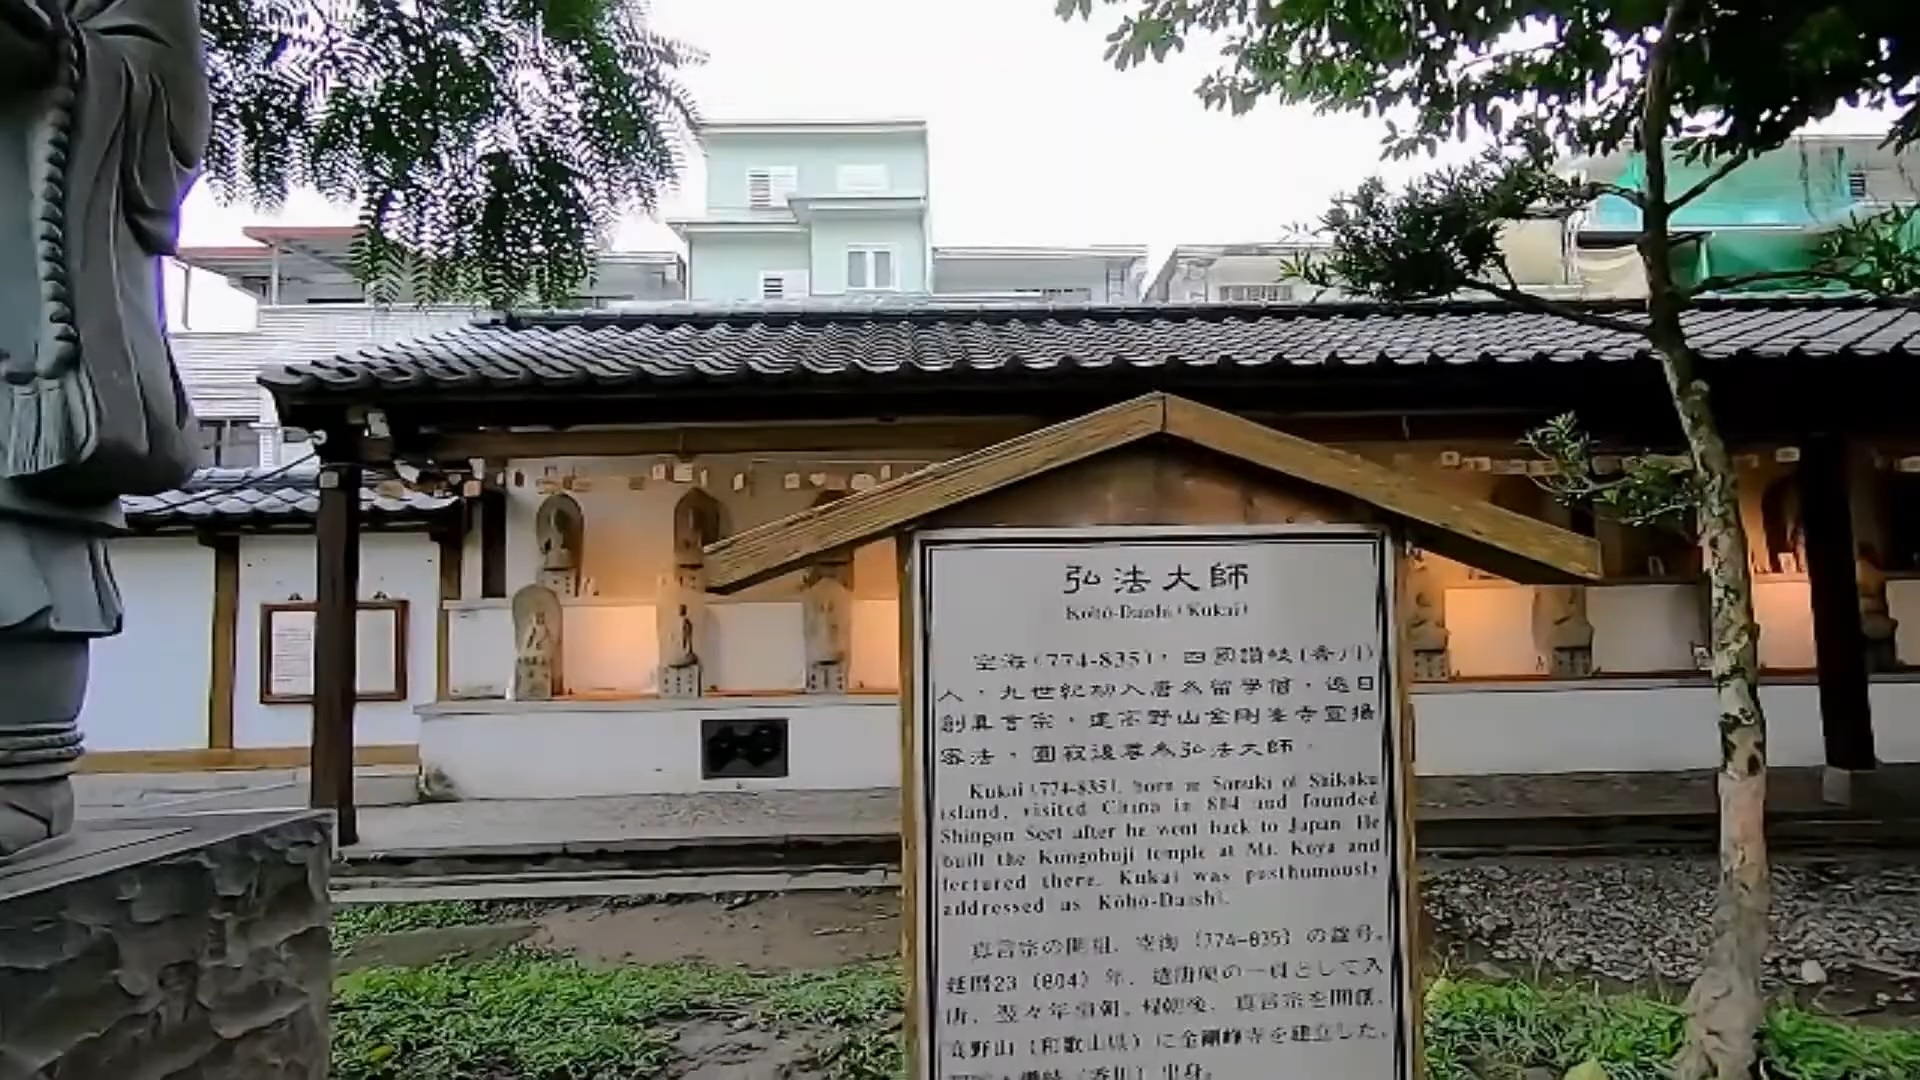 弘法大師
Kōhō-Daishi (Kukai)
空海(774-835)，四國讚岐(香川)
人，九世紀初入唐為留學僧，返日
創真言宗，建高野山金剛峯寺宣揚
密法，圓寂後尊為弘法大師。
Kukai (774-835), born at Sanuki of Shikoku
island, visited China in 804 and founded
Shingon Sect after he went back to Japan. He
built the Kongobuji temple at Mt. Koya and
lectured there. Kukai was posthumously
addressed as Kōhō-Daishi.
真言宗の開祖、空海（774-835）の諡号。
延暦23（804）年、遣唐使の一員として入
唐、翌々年帰朝。帰朝後、真言宗を開創、
高野山（和歌山県）に金剛峰寺を建立した。